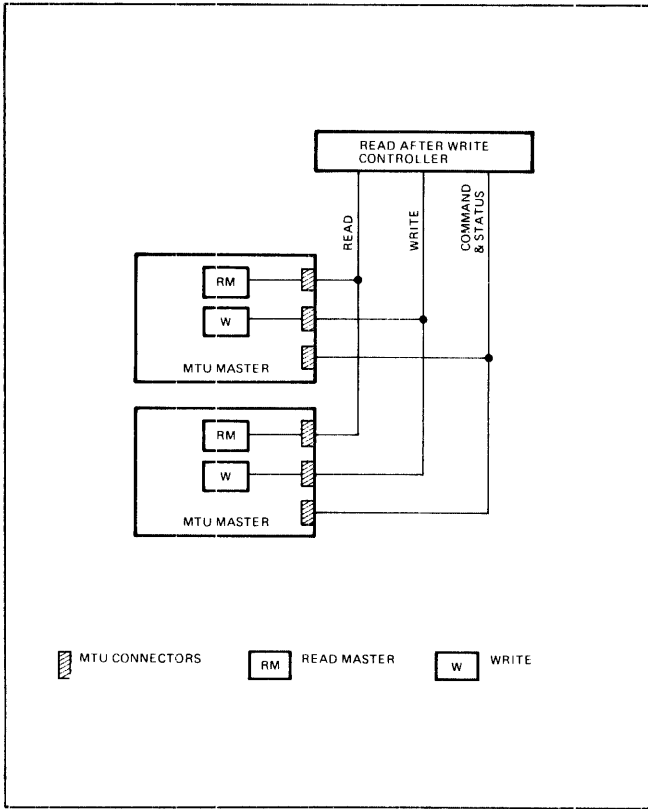 READ AFTER WRITE
CONTROLLER
READ
WRITE
COMMAND
& STATUS
RM
W
MTU MASTER
RM
W
MTU MASTER
MTU CONNECTORS
RM
READ MASTER
W
WRITE